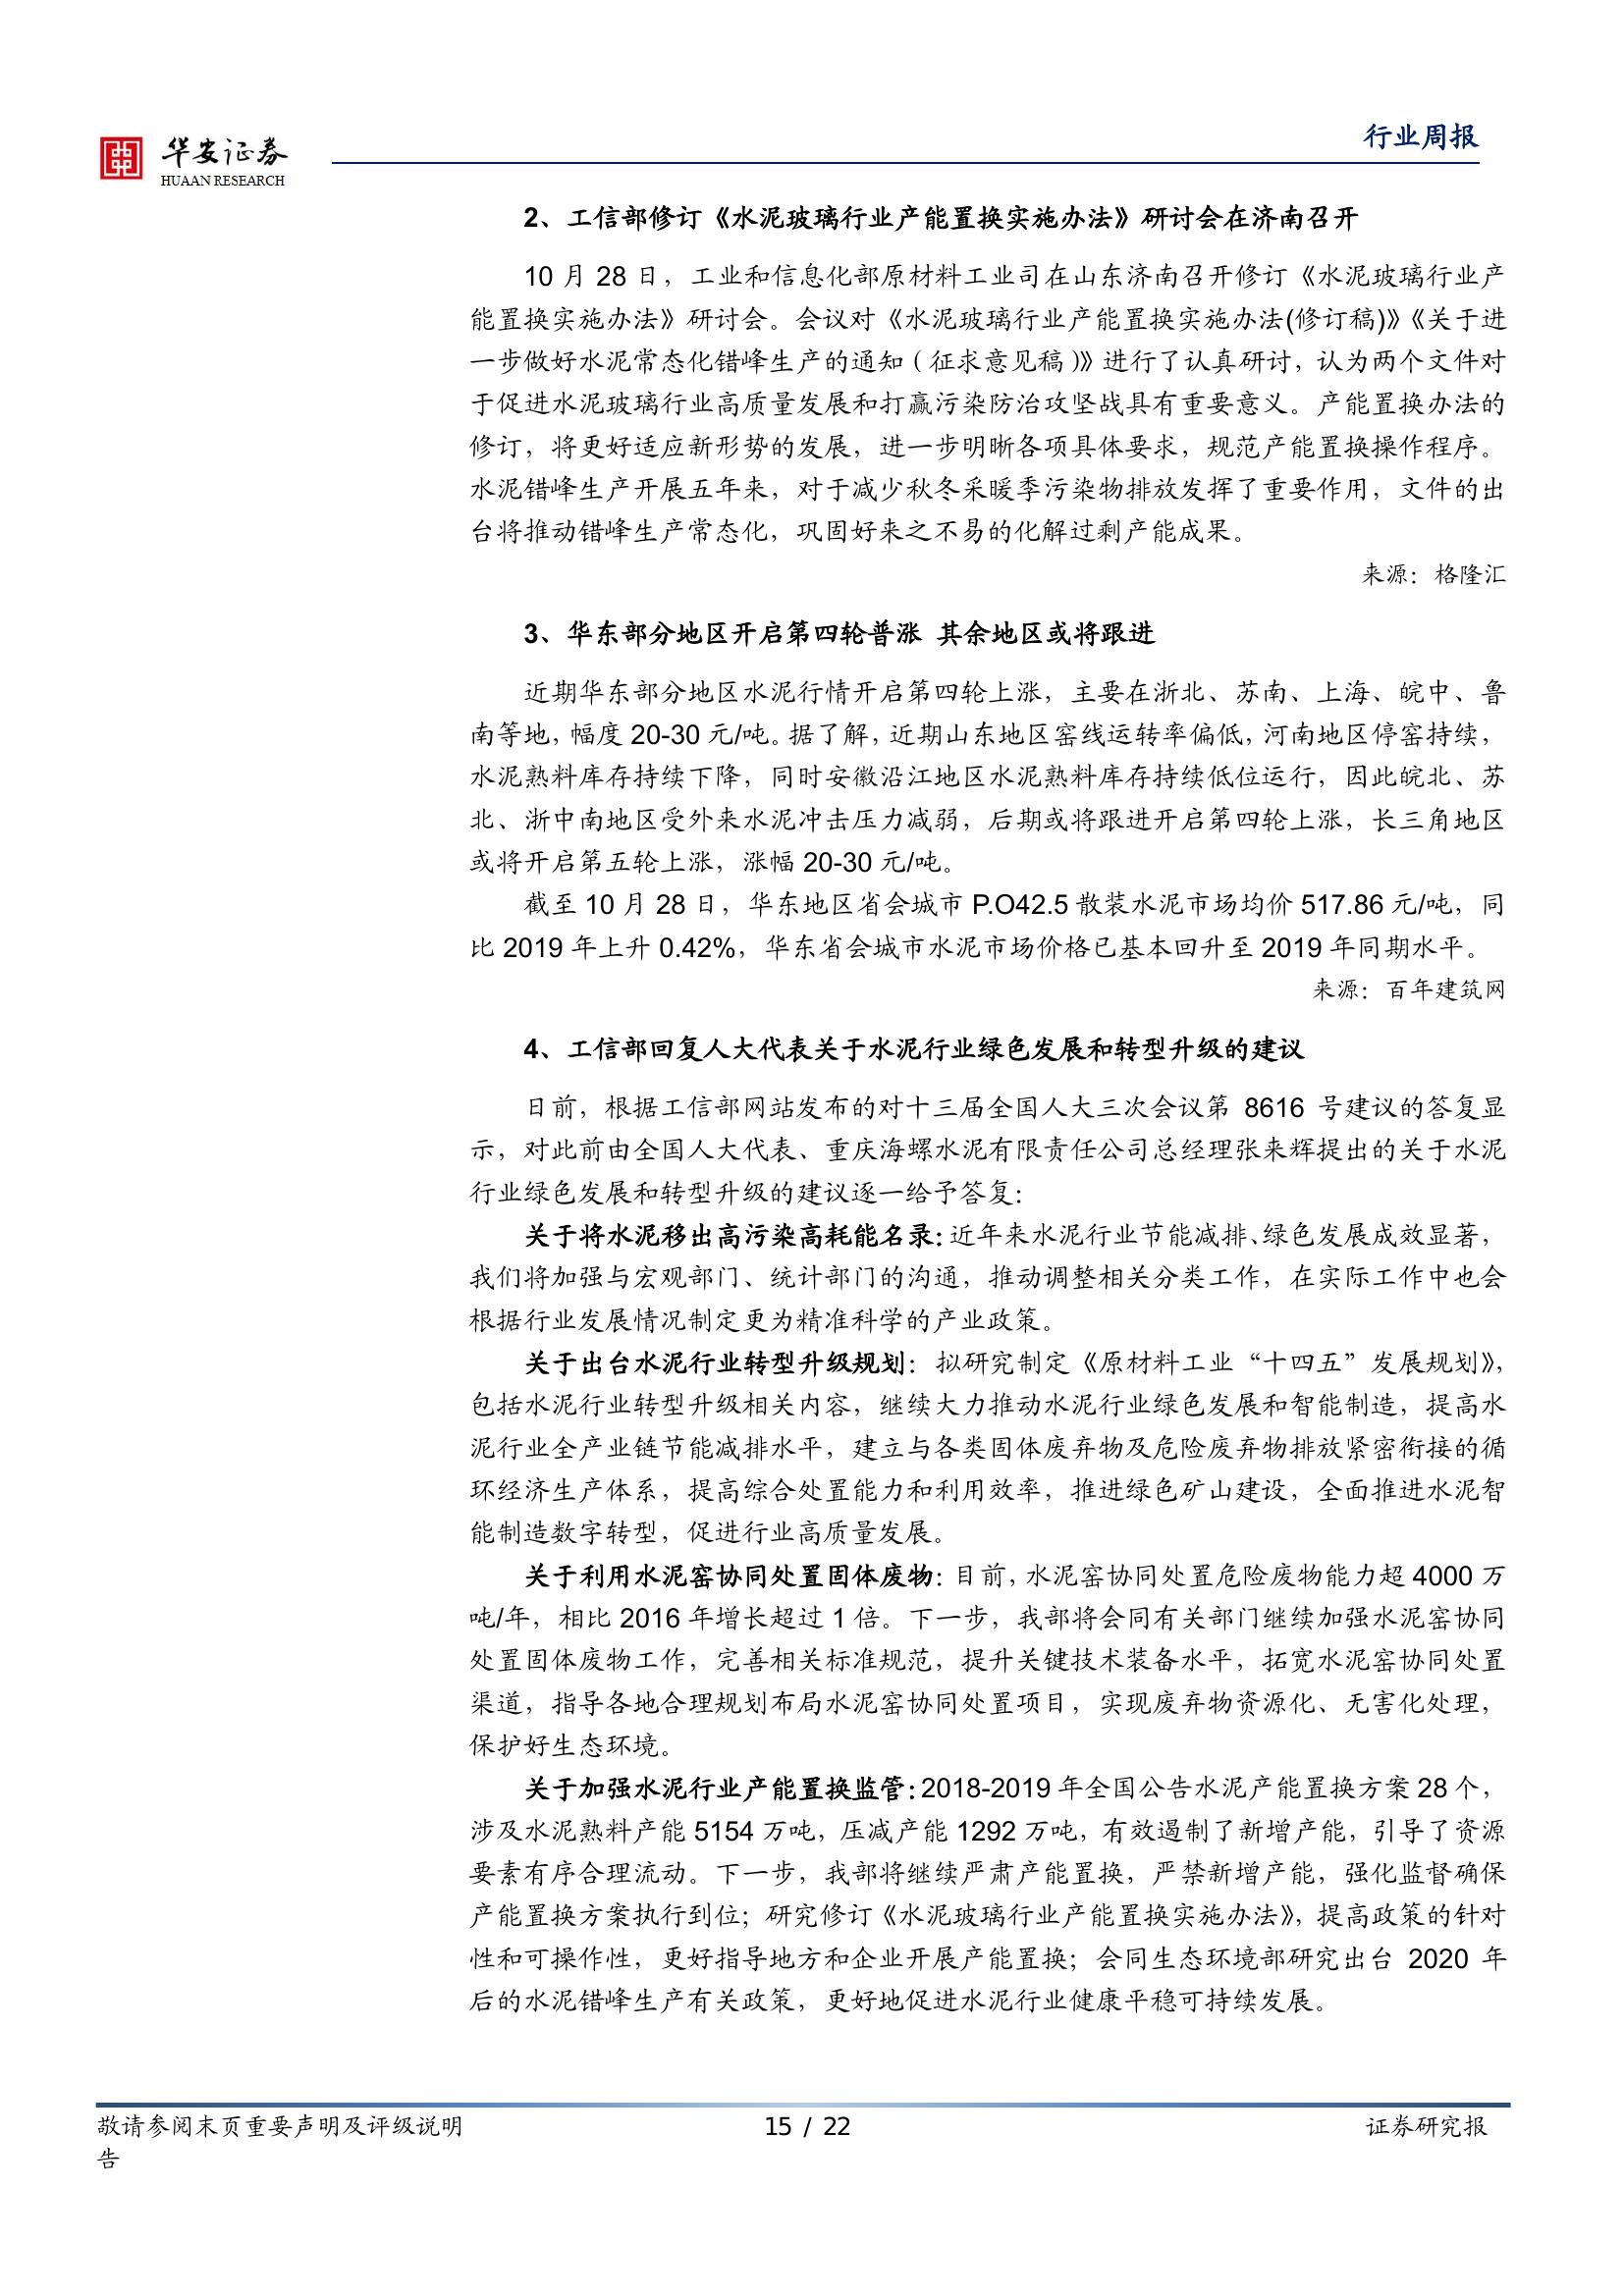 华安证券
HUAAN RESEARCH
行业周报
2、工信部修订《水泥玻璃行业产能置换实施办法》研讨会在济南召开
10 月 28 日，工业和信息化部原材料工业司在山东济南召开修订《水泥玻璃行业产
能置换实施办法》研讨会。会议对《水泥玻璃行业产能置换实施办法(修订稿)》《关于进
一步做好水泥常态化错峰生产的通知（征求意见稿）》进行了认真研讨，认为两个文件对
于促进水泥玻璃行业高质量发展和打赢污染防治攻坚战具有重要意义。产能置换办法的
修订，将更好适应新形势的发展，进一步明晰各项具体要求，规范产能置换操作程序。
水泥错峰生产开展五年来，对于减少秋冬采暖季污染物排放发挥了重要作用，文件的出
台将推动错峰生产常态化，巩固好来之不易的化解过剩产能成果。
来源：格隆汇
3、华东部分地区开启第四轮普涨 其余地区或将跟进
近期华东部分地区水泥行情开启第四轮上涨，主要在浙北、苏南、上海、皖中、鲁
南等地，幅度 20-30 元/吨。据了解，近期山东地区窑线运转率偏低，河南地区停窑持续，
水泥熟料库存持续下降，同时安徽沿江地区水泥熟料库存持续低位运行，因此皖北、苏
北、浙中南地区受外来水泥冲击压力减弱，后期或将跟进开启第四轮上涨，长三角地区
或将开启第五轮上涨，涨幅 20-30 元/吨。
截至 10 月 28 日，华东地区省会城市 P.O42.5 散装水泥市场均价 517.86 元/吨，同
比 2019 年上升 0.42%，华东省会城市水泥市场价格已基本回升至 2019 年同期水平。
来源：百年建筑网
4、工信部回复人大代表关于水泥行业绿色发展和转型升级的建议
日前，根据工信部网站发布的对十三届全国人大三次会议第 8616 号建议的答复显
示，对此前由全国人大代表、重庆海螺水泥有限责任公司总经理张来辉提出的关于水泥
行业绿色发展和转型升级的建议逐一给予答复：
关于将水泥移出高污染高耗能名录：近年来水泥行业节能减排、绿色发展成效显著，
我们将加强与宏观部门、统计部门的沟通，推动调整相关分类工作，在实际工作中也会
根据行业发展情况制定更为精准科学的产业政策。
关于出台水泥行业转型升级规划：拟研究制定《原材料工业“十四五”发展规划》，
包括水泥行业转型升级相关内容，继续大力推动水泥行业绿色发展和智能制造，提高水
泥行业全产业链节能减排水平，建立与各类固体废弃物及危险废弃物排放紧密衔接的循
环经济生产体系，提高综合处置能力和利用效率，推进绿色矿山建设，全面推进水泥智
能制造数字转型，促进行业高质量发展。
关于利用水泥窑协同处置固体废物：目前，水泥窑协同处置危险废物能力超 4000 万
吨/年，相比 2016 年增长超过 1 倍。下一步，我部将会同有关部门继续加强水泥窑协同
处置固体废物工作，完善相关标准规范，提升关键技术装备水平，拓宽水泥窑协同处置
渠道，指导各地合理规划布局水泥窑协同处置项目，实现废弃物资源化、无害化处理，
保护好生态环境。
关于加强水泥行业产能置换监管：2018-2019 年全国公告水泥产能置换方案 28 个，
涉及水泥熟料产能 5154 万吨，压减产能 1292 万吨，有效遏制了新增产能，引导了资源
要素有序合理流动。下一步，我部将继续严肃产能置换，严禁新增产能，强化监督确保
产能置换方案执行到位；研究修订《水泥玻璃行业产能置换实施办法》，提高政策的针对
性和可操作性，更好指导地方和企业开展产能置换；会同生态环境部研究出台 2020 年
后的水泥错峰生产有关政策，更好地促进水泥行业健康平稳可持续发展。
敬请参阅末页重要声明及评级说明 15 / 22 证券研究报
告